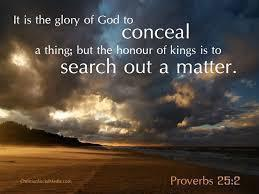 It is the glory of God to
conceal
a thing; but the honour of kings is to
search out a matter.
Proverbs 25:2